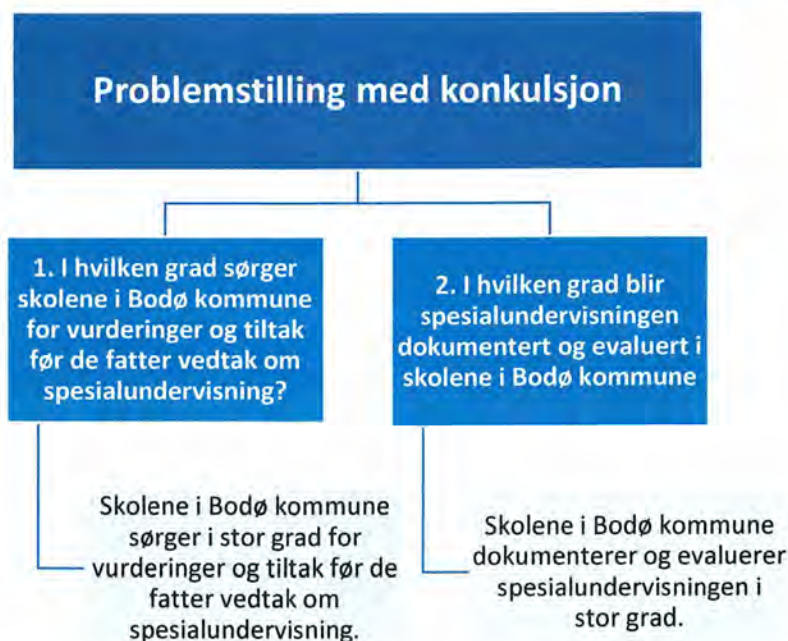 Problemstilling med konkulsjon
1. I hvilken grad sørger
skolene i Bodø kommune
for vurderinger og tiltak
før de fatter vedtak om
spesialundervisning?
2. I hvilken grad blir
spesialundervisningen
dokumentert og evaluert i
skolene i Bodø kommune
Skolene i Bodø kommune
sørger i stor grad for
vurderinger og tiltak før de
fatter vedtak om
spesialundervisning.
Skolene i Bodø kommune
dokumenterer og evaluerer
spesialundervisningen i
stor grad.